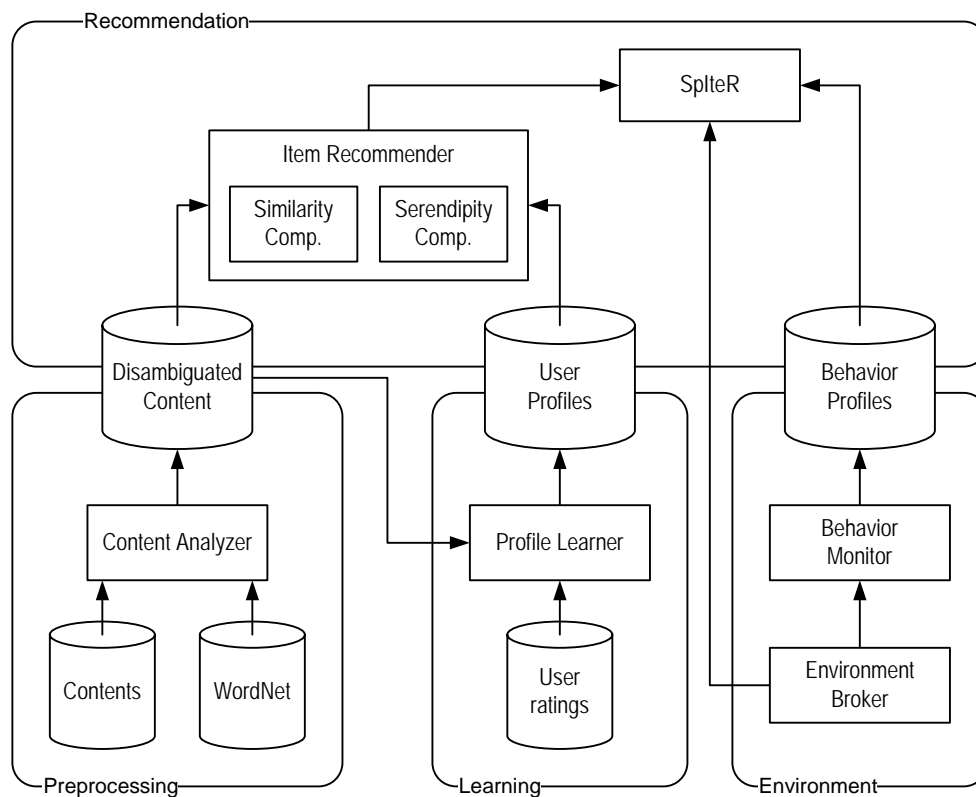 Recommendation
SpIteR
Item Recommender
Similarity
Comp.
Serendipity
Comp.
Disambiguated
Content
User
Profiles
Behavior
Profiles
Content Analyzer
Profile Learner
Behavior
Monitor
Contents
WordNet
User
ratings
Environment
Broker
Preprocessing
Learning
Environment